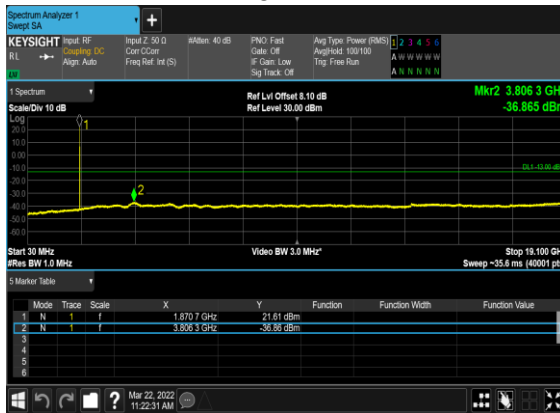 Spectrum Analyzer 1
Swept SA
+
KEYSIGHT Input: RF Input Z: 50 Ω #Atten: 40 dB PNO: Fast Avg Type: Power (RMS) 1 2 3 4 5 6
RL Coupling: DC Corr CCorr Gate: Off Avg|Hold: 100/100 A W W W W W
Align: Auto Freq Ref: Int (S) IF Gain: Low Trig: Free Run
Sig Track: Off A N N N N N
1 Spectrum Ref Lvl Offset 8.10 dB Mkr2 3.806 3 GH
Scale/Div 10 dB Ref Level 30.00 dBm -36.865 dBr
Log
20.0
10.0
0.00
-10.0
-20.0
-30.0
-40.0
-50.0
-60.0
1
2
DL1 -13.00 dB
Start 30 MHz Video BW 3.0 MHz* Stop 19.100 GH
#Res BW 1.0 MHz Sweep ~35.6 ms (40001 pt
5 Marker Table
Mode Trace Scale X Y Function Function Width Function Value
1 N 1 f 1.870 7 GHz 21.61 dBm
2 N 1 f 3.806 3 GHz -36.86 dBm
3
4
5
6
? Mar 22, 2022
11:22:31 AM